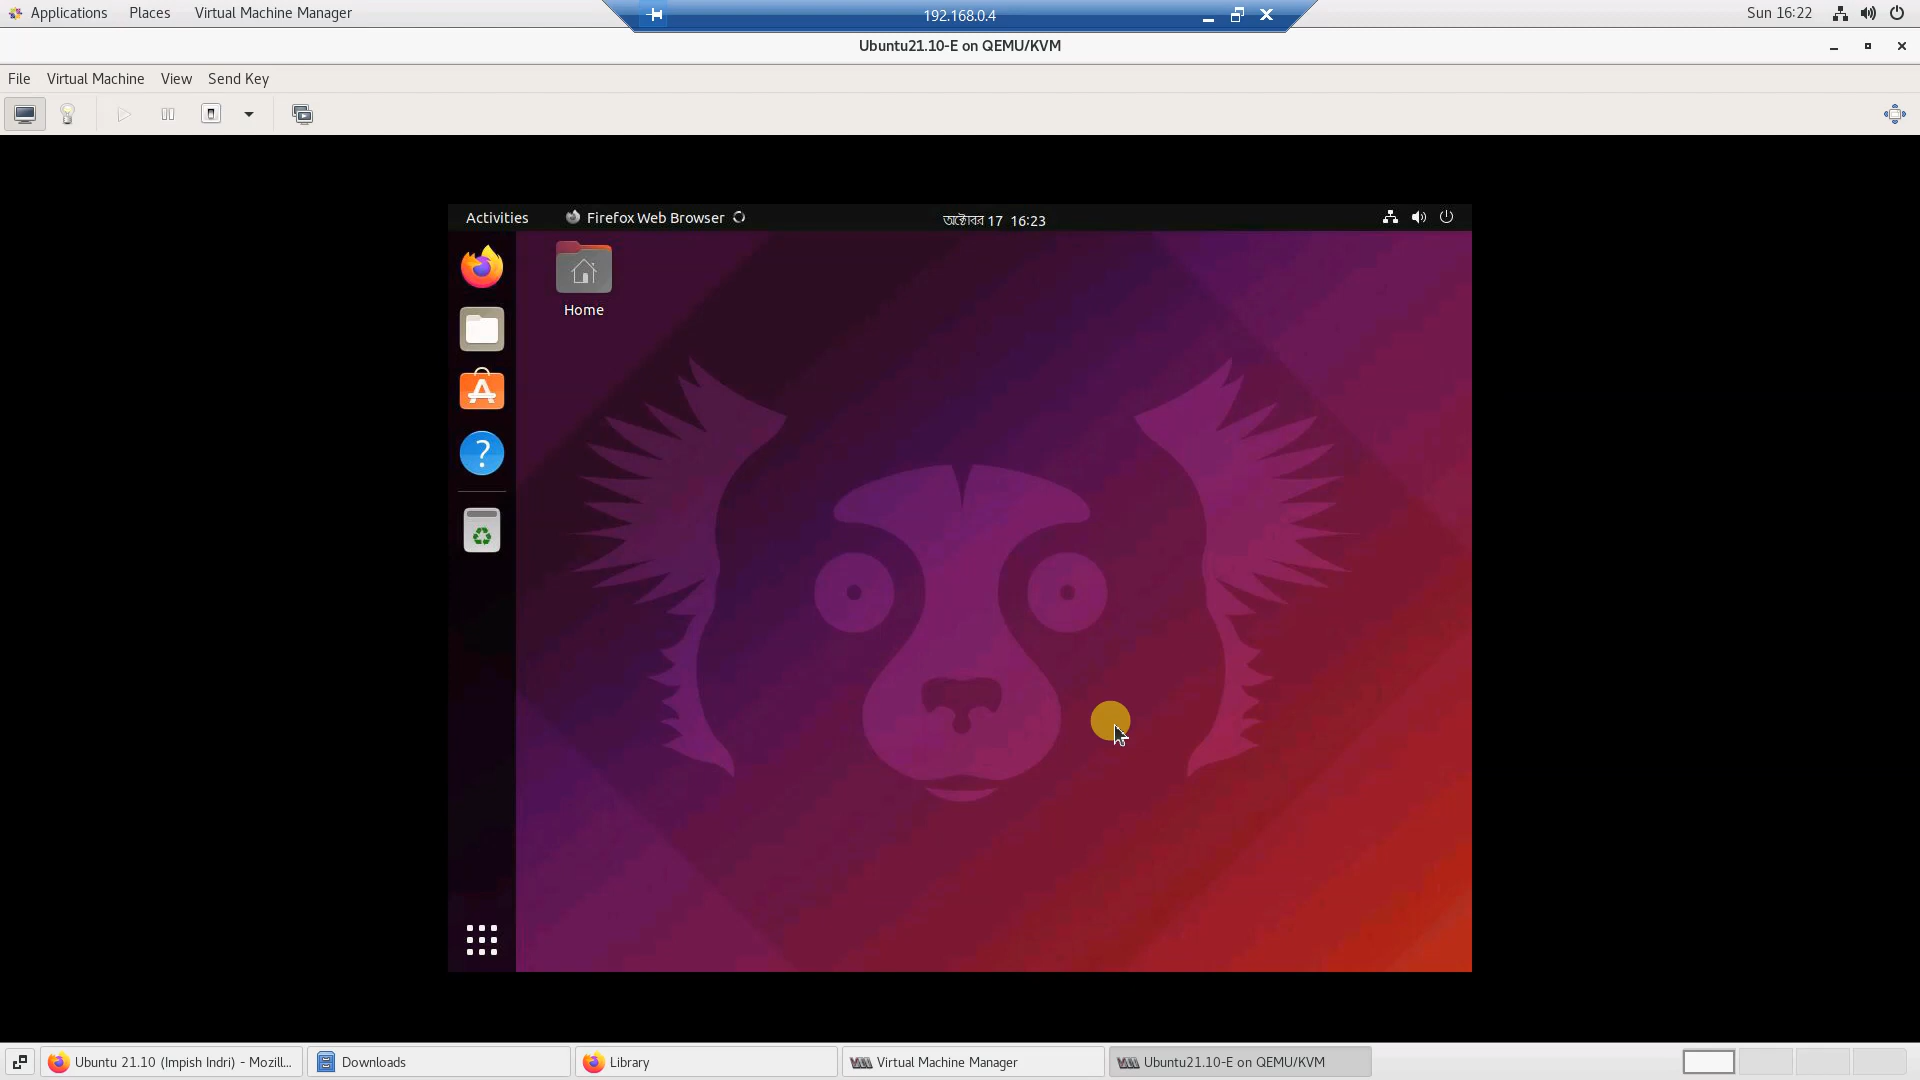 Applications Places Virtual Machine Manager 192.168.0.4 Sun 16:22
Ubuntu21.10-E on QEMU/KVM
File Virtual Machine View Send Key
Activities Firefox Web Browser অক্টোবর 17 16:23
Home
Ubuntu 21.10 (Impish Indri) - Mozill... Downloads Library Virtual Machine Manager Ubuntu21.10-E on QEMU/KVM